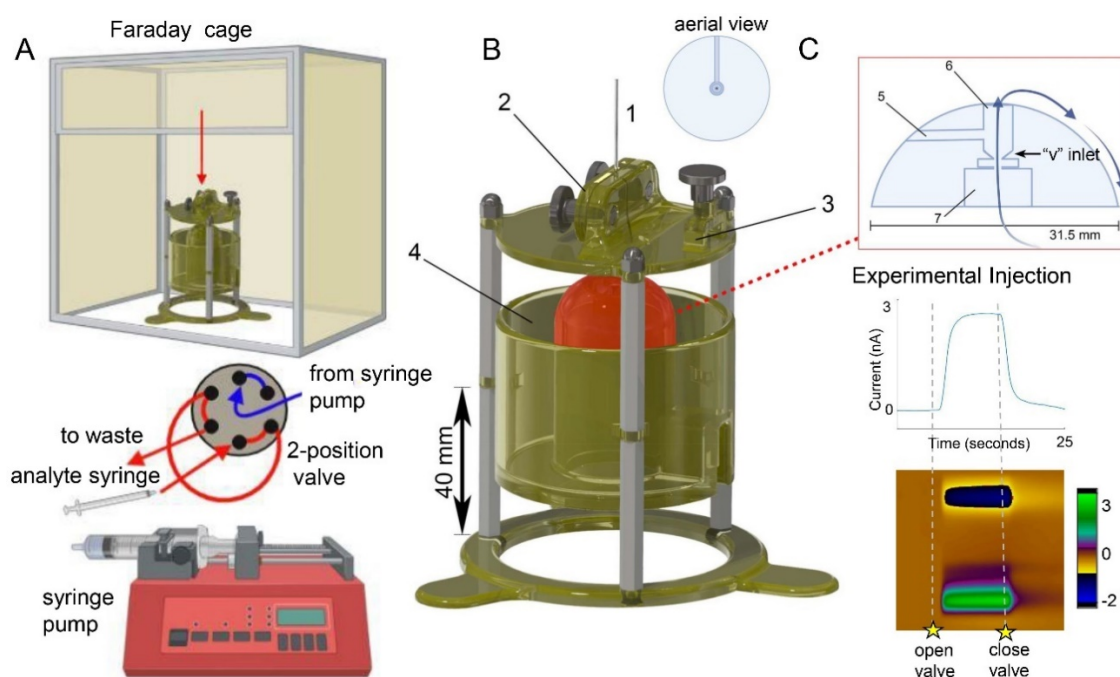 Faraday cage
A
from syringe
pump
to waste
analyte syringe
2-position
valve
syringe
pump
B
aerial view
1
2
3
4
40 mm
C
6
5
"v" inlet
7
31.5 mm
Experimental Injection
3
Current (nA)
0
Time (seconds)
25
3
0
-2
open
valve
close
valve